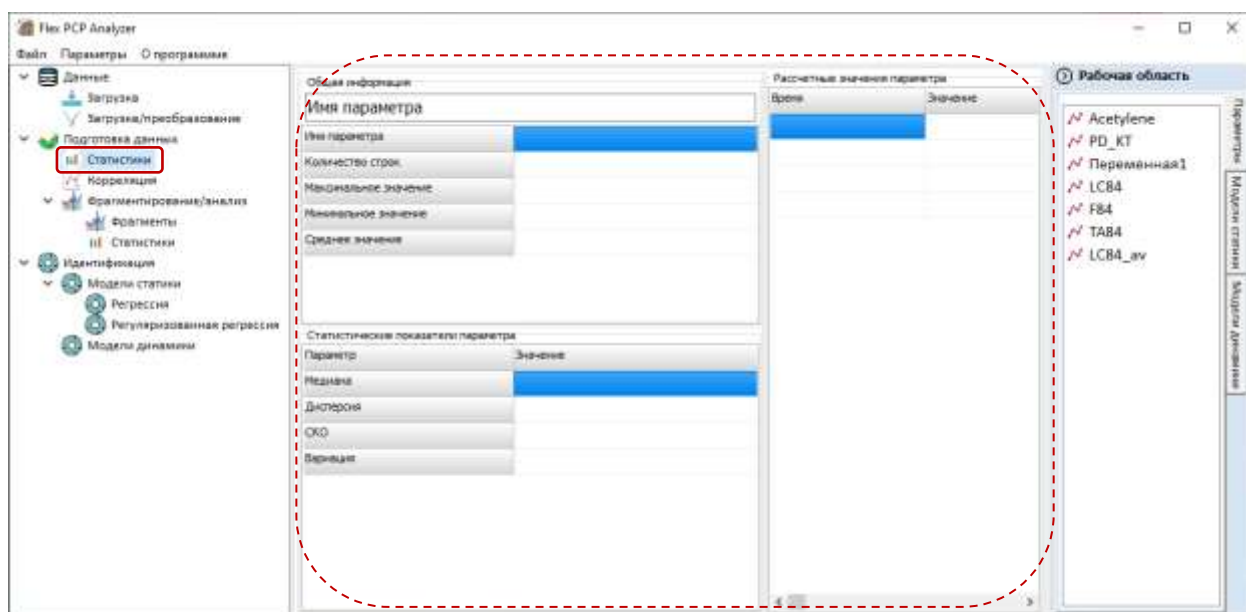 Flex PCP Analyzer
Файл Параметры О программме
Данные
Загрузка
Загрузка/преобразование
Подготовка данных
Статистики
Корреляция
Фрагментирование/анализ
Фрагменты
Статистики
Идентификация
Модели статики
Регрессия
Регуляризованная регрессия
Модели динамики
Общая информация
Имя параметра
Имя параметра
Количество строк
Максимальное значение
Минимальное значение
Среднее значение
Статистические показатели параметра
Параметр Значение
Медиана
Дисперсия
СКО
Вариация
Рассчетные значения параметра
Время Значение
Рабочая область
Acetylene
PD_KT
Переменная1
LC84
F84
TA84
LC84_av
Параметры
Модели статики
Модели динамики